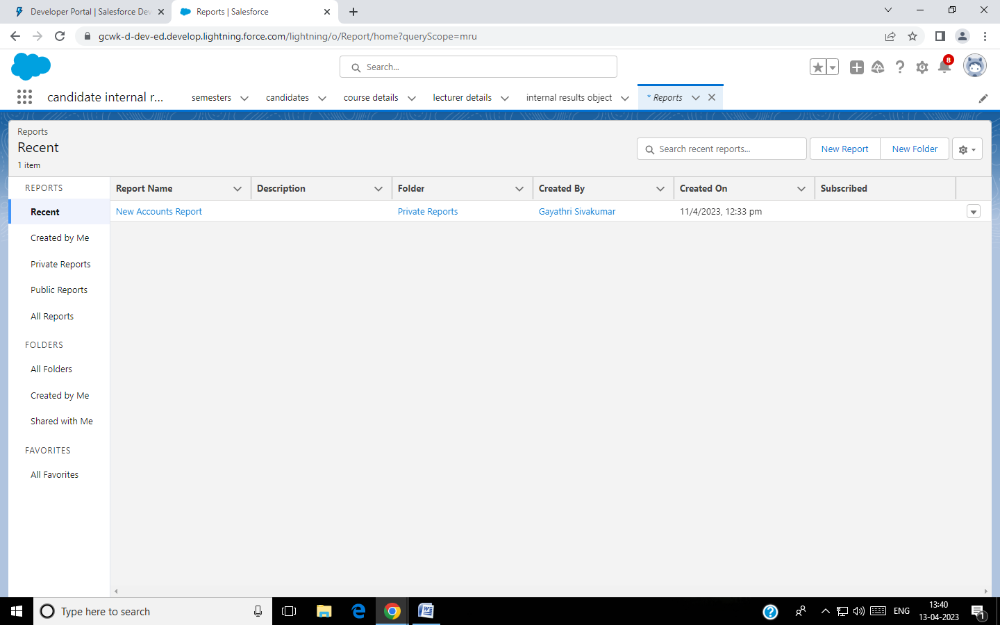 Developer Portal | Salesforce Dev
Reports | Salesforce
gcwk-d-dev-ed.develop.lightning.force.com/lightning/o/Report/home?queryScope=mru
Search...
8
candidate internal r...
semesters
candidates
course details
lecturer details
internal results object
* Reports
Reports
Recent
1 item
Search recent reports...
New Report
New Folder
REPORTS
Recent
Created by Me
Private Reports
Public Reports
All Reports
FOLDERS
All Folders
Created by Me
Shared with Me
FAVORITES
All Favorites
Report Name
Description
Folder
Created By
Created On
Subscribed
New Accounts Report
Private Reports
Gayathri Sivakumar
11/4/2023, 12:33 pm
Type here to search
ENG
13:40
13-04-2023
1